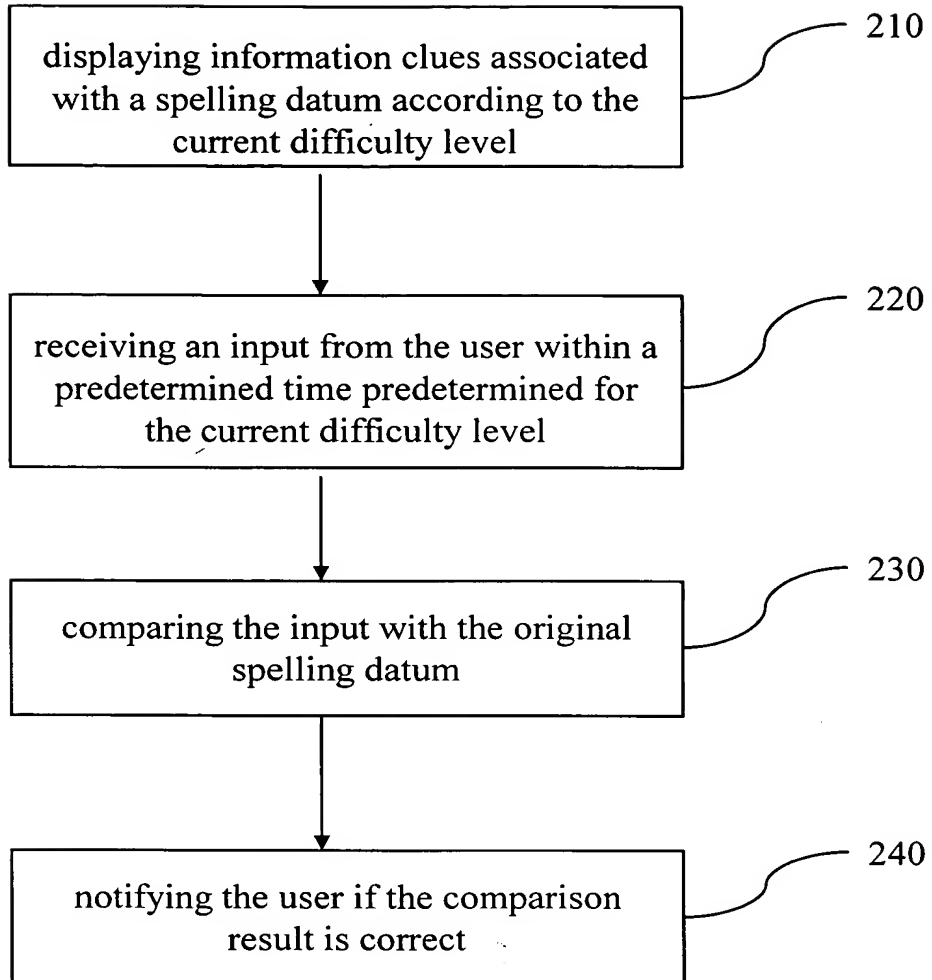 210
displaying information clues associated
with a spelling datum according to the
current difficulty level
220
receiving an input from the user within a
predetermined time predetermined for
the current difficulty level
230
comparing the input with the original
spelling datum
240
notifying the user if the comparison
result is correct